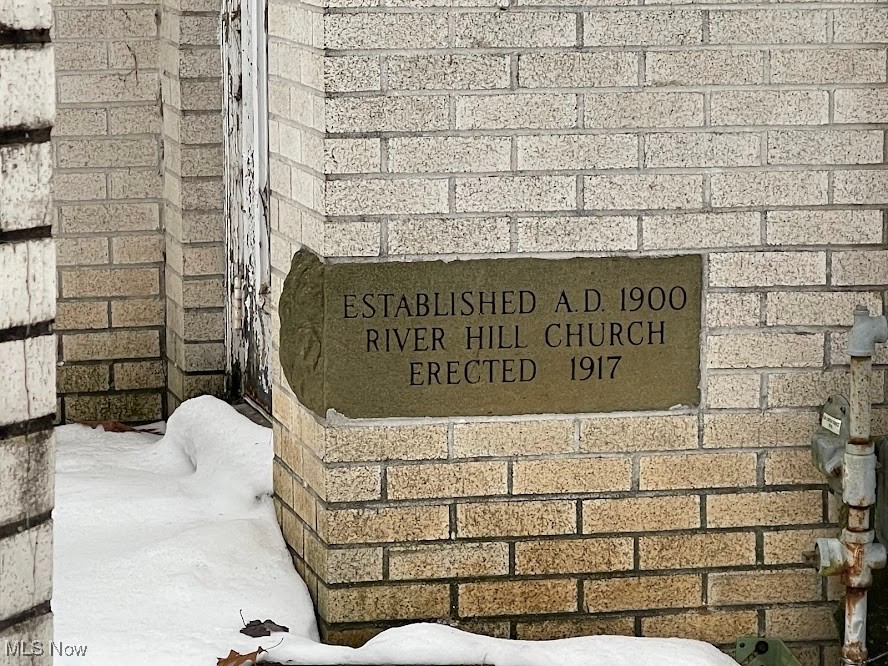 ESTABLISHED A.D. 1900
RIVER HILL CHURCH
ERECTED 1917
MLS Now